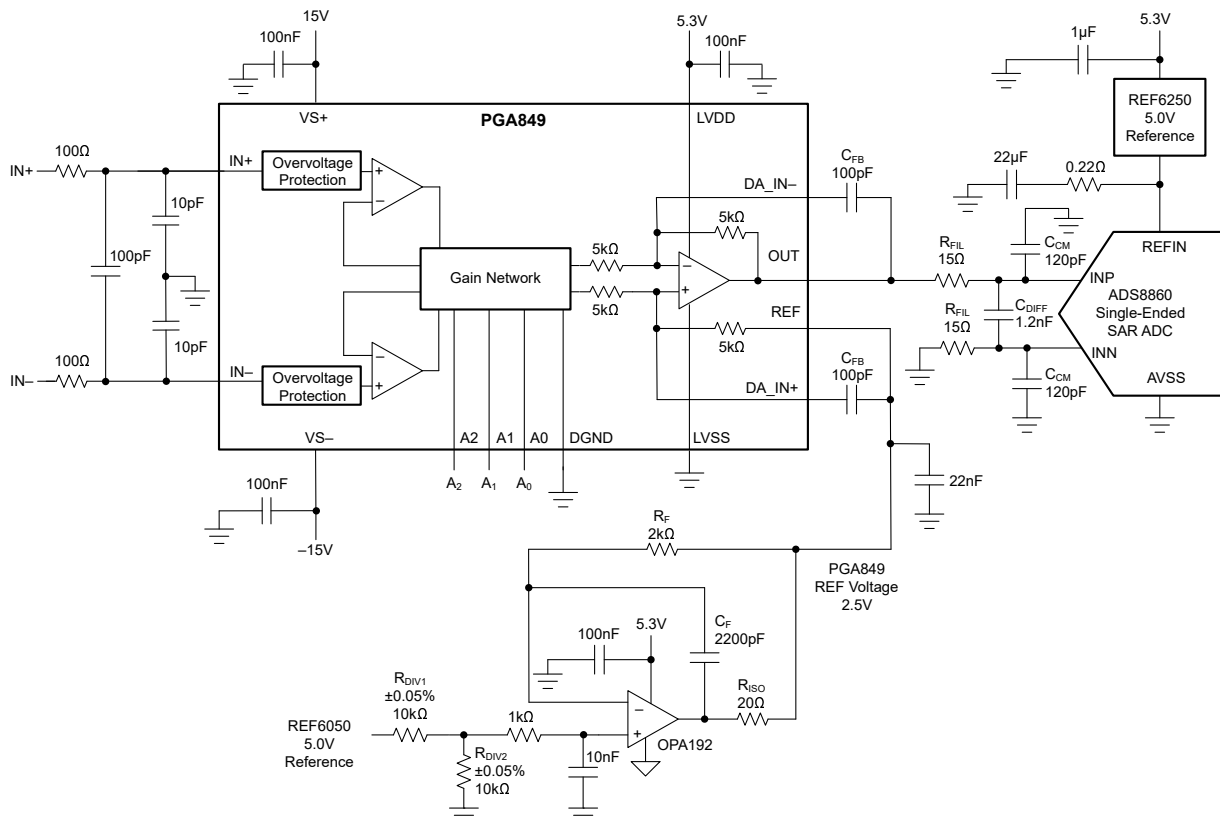 15V
100nF
5.3V
100nF
1µF
5.3V
REF6250
5.0V
Reference
VS+
PGA849
LVDD
IN+
100Ω
IN+
Overvoltage
Protection
+
–
10pF
100pF
10pF
5kΩ
5kΩ
Gain Network
DA_IN–
5kΩ
OUT
–
+
REF
5kΩ
C_FB
100pF
22µF
0.22Ω
R_FIL
15Ω
C_CM
120pF
REFIN
INP
C_DIFF
1.2nF
ADS8860
Single-Ended
SAR ADC
R_FIL
15Ω
INN
C_CM
120pF
AVSS
100Ω
IN–
IN–
Overvoltage
Protection
–
+
C_FB
100pF
DA_IN+
VS–
A2
A1
A0
DGND
LVSS
A₂
A₁
A₀
100nF
–15V
22nF
R_F
2kΩ
PGA849
REF Voltage
2.5V
5.3V
100nF
C_F
2200pF
R_DIV1
±0.05%
10kΩ
REF6050
5.0V
Reference
1kΩ
–
+
R_ISO
20Ω
OPA192
R_DIV2
±0.05%
10kΩ
10nF